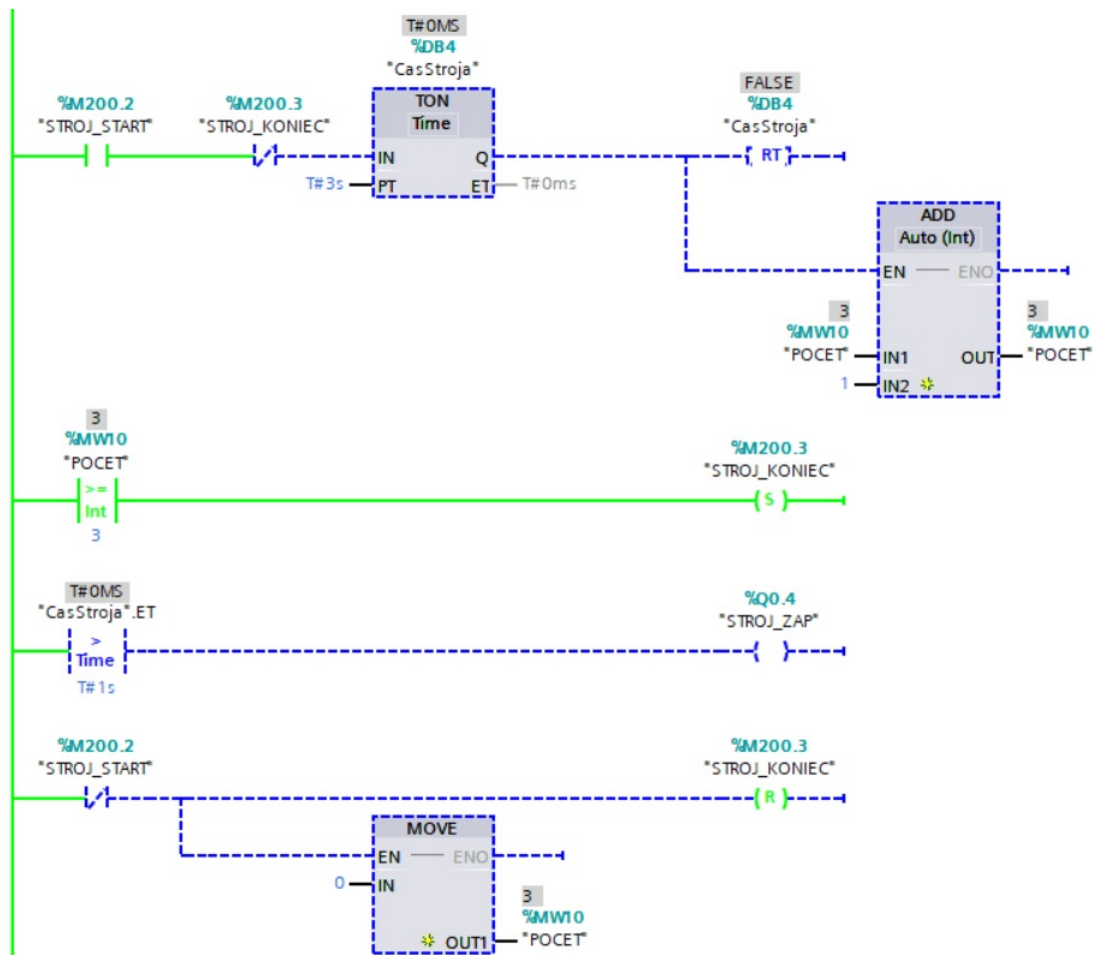 T#0MS
%DB4
"CasStroja"
%M200.2
"STROJ_START"
%M200.3
"STROJ_KONIEC"
TON
Time
IN
Q
T#3s
PT
ET
T#0ms
FALSE
%DB4
"CasStroja"
RT
ADD
Auto (Int)
EN
ENO
3
%MW10
"POCET"
IN1
OUT
3
%MW10
"POCET"
1
IN2
3
%MW10
"POCET"
>=
Int
3
%M200.3
"STROJ_KONIEC"
S
T#0MS
"CasStroja".ET
>
Time
T#1s
%Q0.4
"STROJ_ZAP"
%M200.2
"STROJ_START"
%M200.3
"STROJ_KONIEC"
R
MOVE
EN
ENO
0
IN
OUT1
3
%MW10
"POCET"